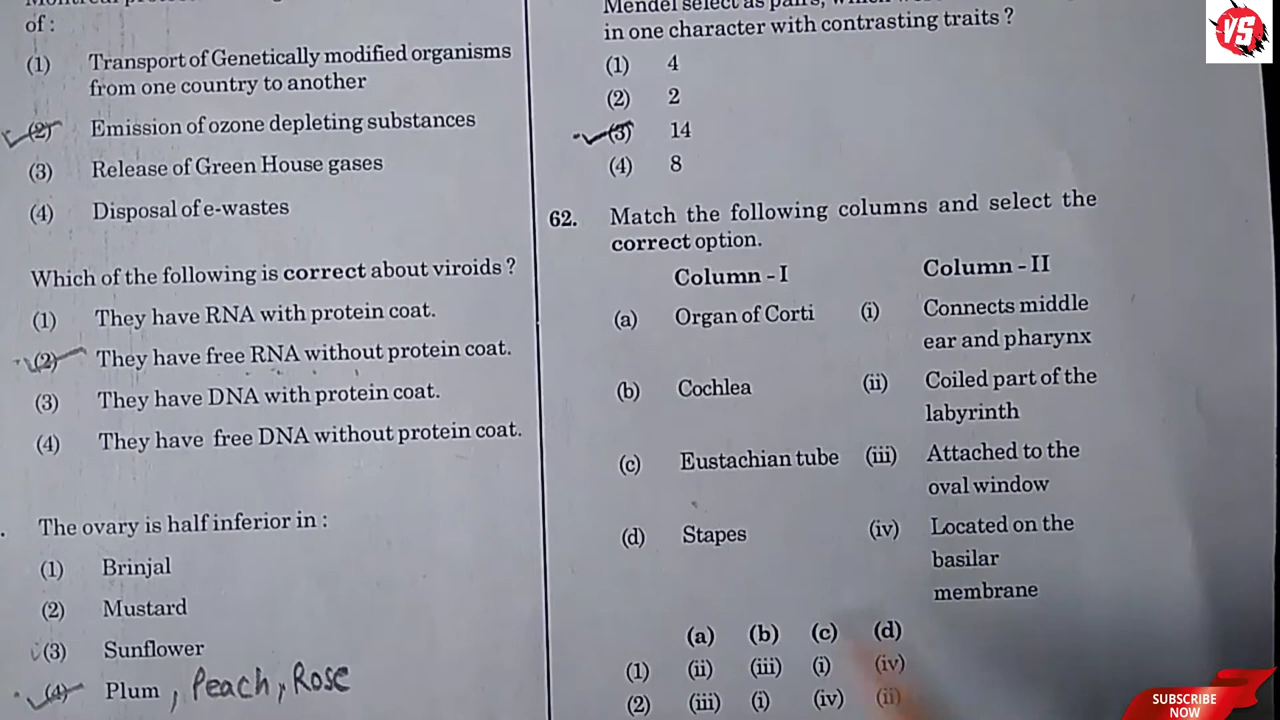 of :
(1) Transport of Genetically modified organisms
from one country to another
(2) Emission of ozone depleting substances
(3) Release of Green House gases
(4) Disposal of e-wastes
Which of the following is correct about viroids ?
(1) They have RNA with protein coat.
(2) They have free RNA without protein coat.
(3) They have DNA with protein coat.
(4) They have free DNA without protein coat.
The ovary is half inferior in :
(1) Brinjal
(2) Mustard
(3) Sunflower
(4) Plum , Peach, Rose
Mendel select as pairs, which
in one character with contrasting traits ?
(1) 4
(2) 2
(3) 14
(4) 8
62. Match the following columns and select the
correct option.
Column - I Column - II
(a) Organ of Corti (i) Connects middle
ear and pharynx
(b) Cochlea (ii) Coiled part of the
labyrinth
(c) Eustachian tube (iii) Attached to the
oval window
(d) Stapes (iv) Located on the
basilar
membrane
(a) (b) (c) (d)
(1) (ii) (iii) (i) (iv)
(2) (iii) (i) (iv) (ii)
VS
SUBSCRIBE
NOW